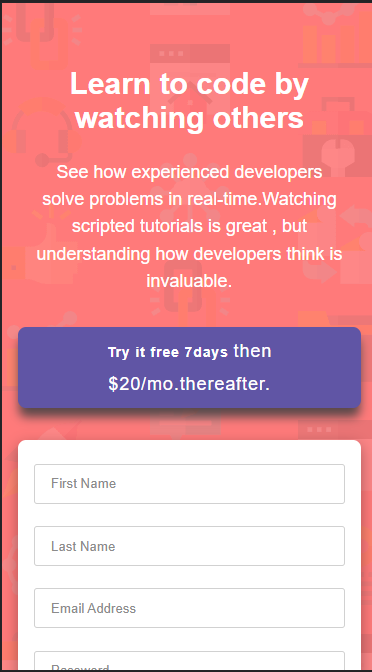 Learn to code by
watching others
See how experienced developers
solve problems in real-time.Watching
scripted tutorials is great , but
understanding how developers think is
invaluable.
Try it free 7days then
$20/mo.thereafter.
First Name
Last Name
Email Address
Password